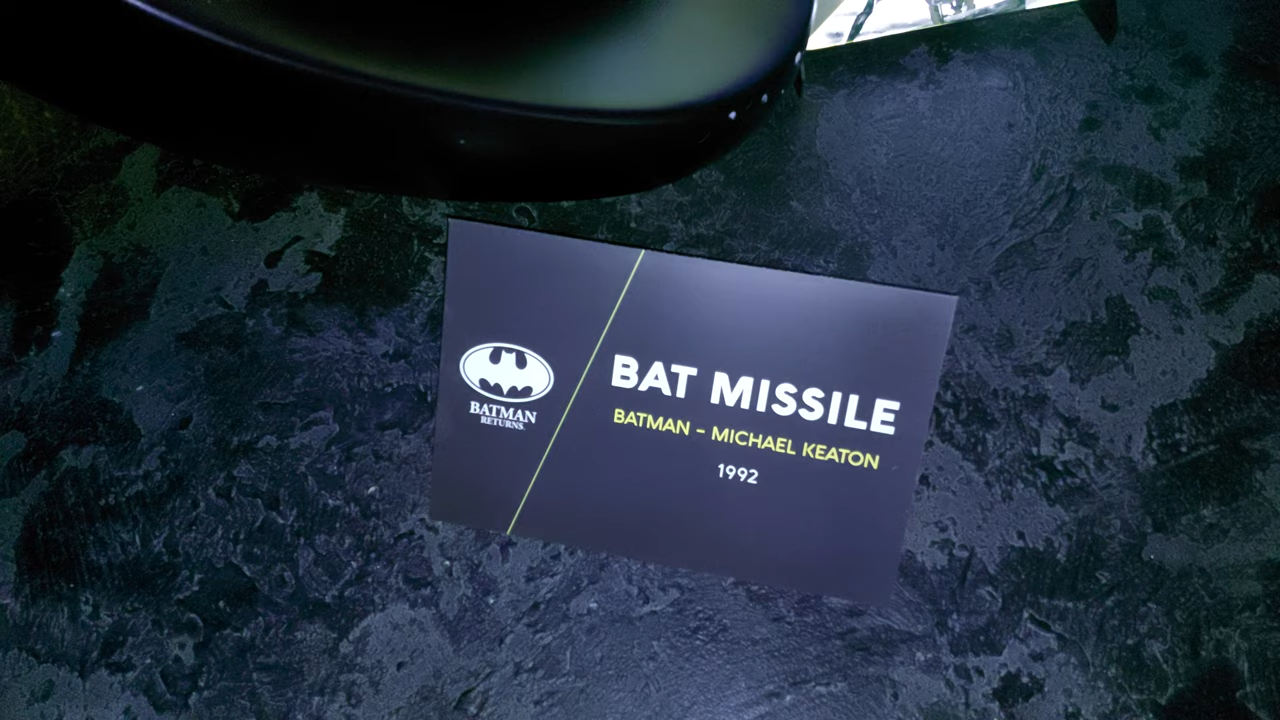 BATMAN
RETURNS
BAT MISSILE
BATMAN - MICHAEL KEATON
1992